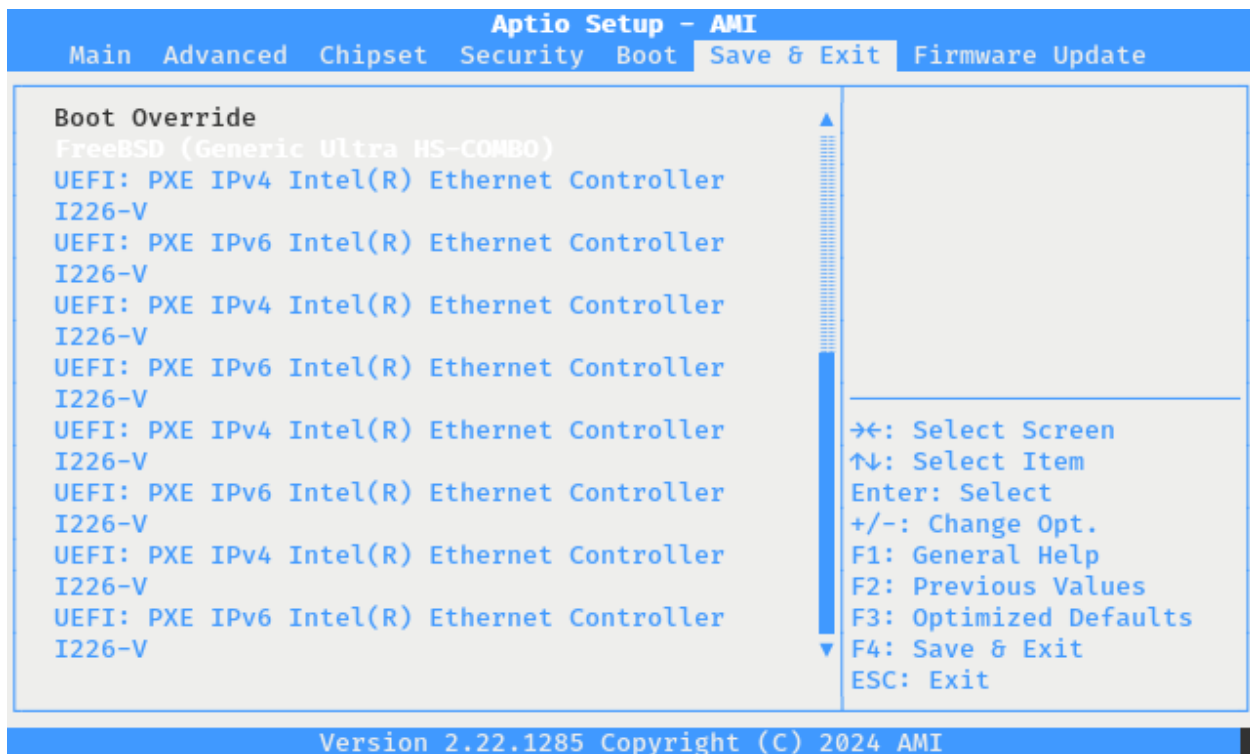 Aptio Setup - AMI
Main Advanced Chipset Security Boot Save & Exit Firmware Update
Boot Override
FreeBSD (Generic Ultra HS-COMBO)
UEFI: PXE IPv4 Intel(R) Ethernet Controller
I226-V
UEFI: PXE IPv6 Intel(R) Ethernet Controller
I226-V
UEFI: PXE IPv4 Intel(R) Ethernet Controller
I226-V
UEFI: PXE IPv6 Intel(R) Ethernet Controller
I226-V
UEFI: PXE IPv4 Intel(R) Ethernet Controller
I226-V
UEFI: PXE IPv6 Intel(R) Ethernet Controller
I226-V
UEFI: PXE IPv4 Intel(R) Ethernet Controller
I226-V
UEFI: PXE IPv6 Intel(R) Ethernet Controller
I226-V
→←: Select Screen
↑↓: Select Item
Enter: Select
+/-: Change Opt.
F1: General Help
F2: Previous Values
F3: Optimized Defaults
F4: Save & Exit
ESC: Exit
Version 2.22.1285 Copyright (C) 2024 AMI